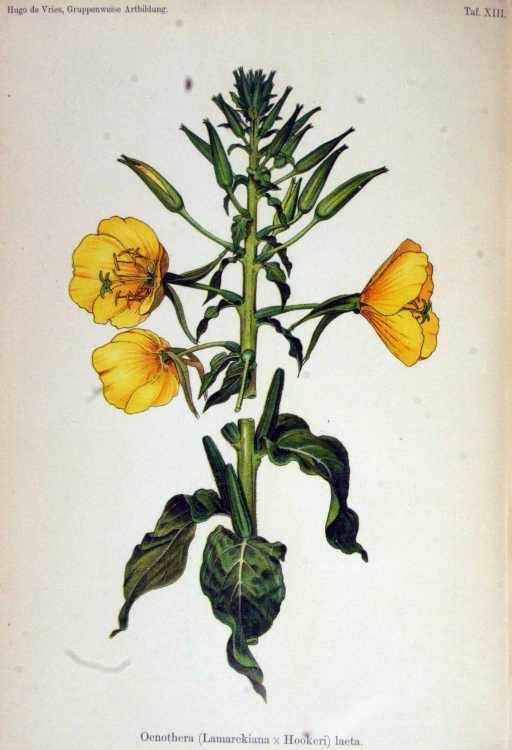 Hugo de Vries, Gruppenweise Artbildung.
Taf. XIII.
Oenothera (Lamarckiana × Hookeri) laeta.